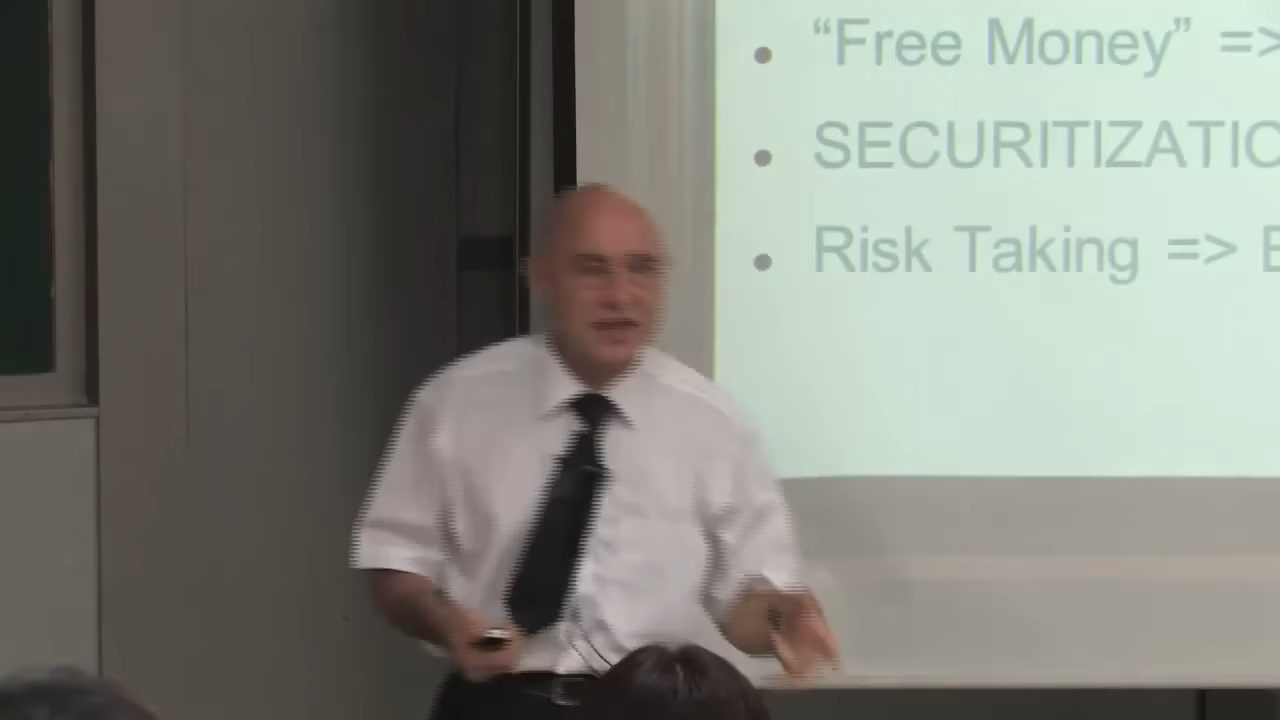 • “Free Money” =>
• SECURITIZATIO
• Risk Taking => E